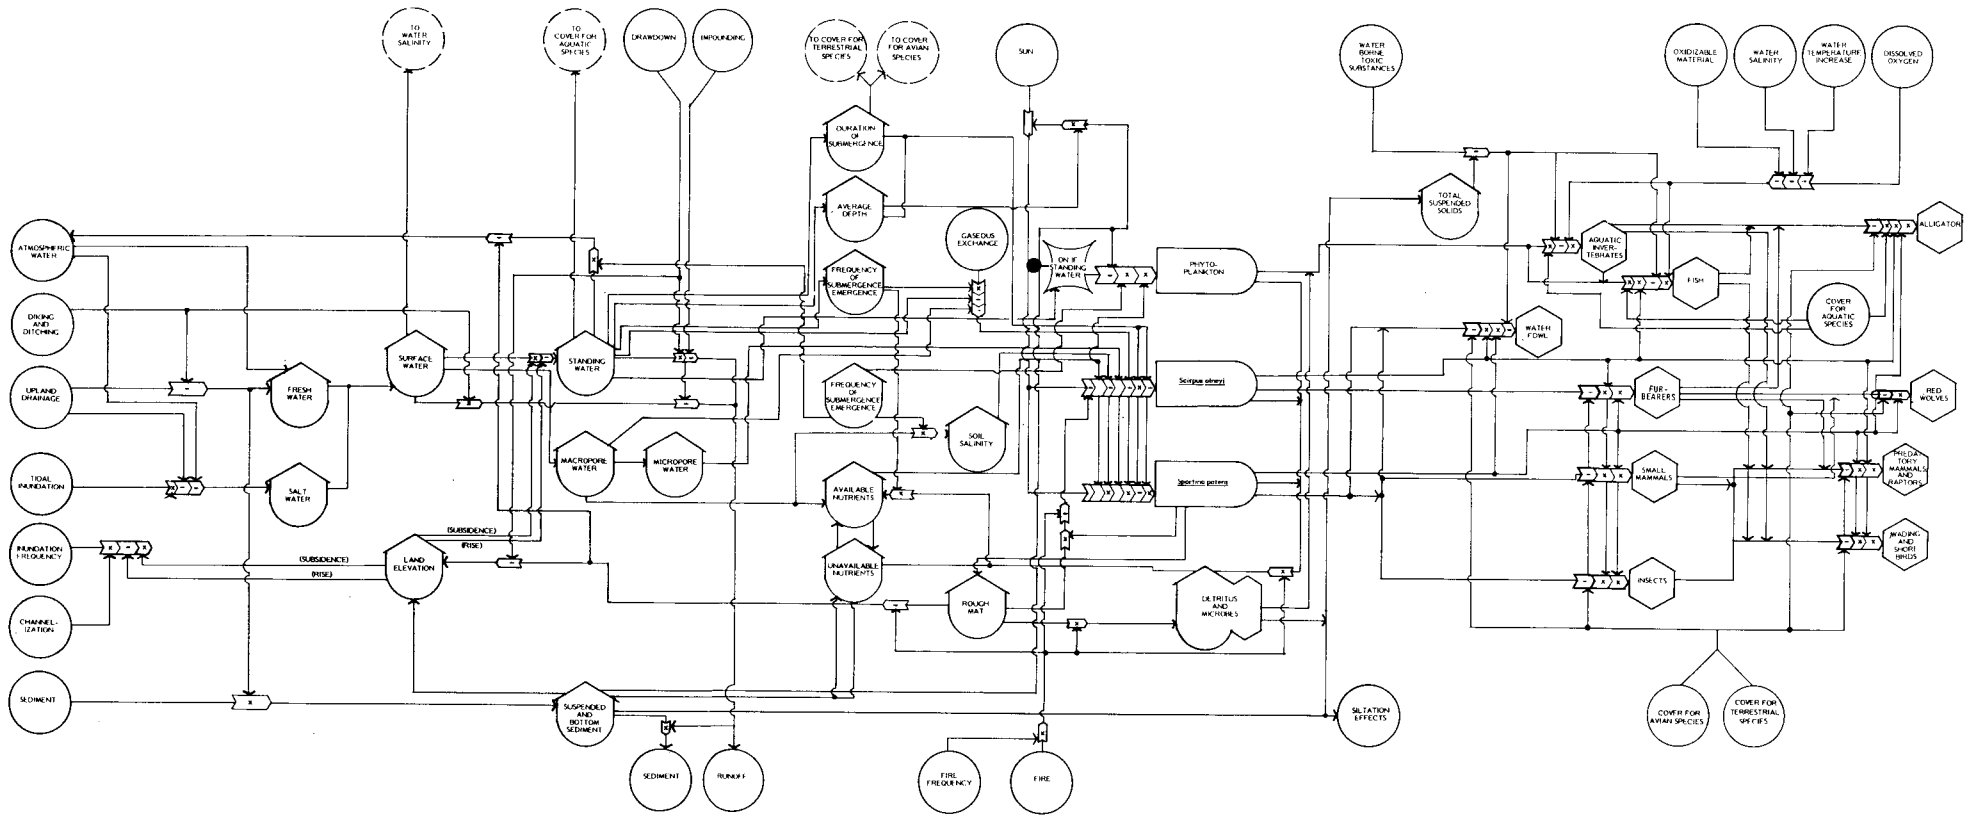 TO
WATER
SALINITY
TO
COVER FOR
AQUATIC
SPECIES
DRAWDOWN
IMPOUNDING
TO COVER FOR
TERRESTRIAL
SPECIES
TO COVER
FOR AVIAN
SPECIES
SUN
WATER
BORNE
TOXIC
SUBSTANCES
OXIDIZABLE
MATERIAL
WATER
SALINITY
WATER
TEMPERATURE
INCREASE
DISSOLVED
OXYGEN
DURATION
OF
SUBMERGENCE
AVERAGE
DEPTH
FREQUENCY
OF
SUBMERGENCE
EMERGENCE
GASEOUS
EXCHANGE
ON IF
STANDING
WATER
PHYTO-
PLANKTON
TOTAL
SUSPENDED
SOLIDS
AQUATIC
INVER-
TEBRATES
FISH
ALLIGATOR
COVER
FOR
AQUATIC
SPECIES
ATMOSPHERIC
WATER
DIKING
AND
DITCHING
UPLAND
DRAINAGE
FRESH
WATER
SURFACE
WATER
STANDING
WATER
FREQUENCY
OF
SUBMERGENCE
EMERGENCE
Scirpus olneyi
WATER
FOWL
FUR-
BEARERS
RED
WOLVES
TIDAL
INUNDATION
SALT
WATER
MACROPORE
WATER
MICROPORE
WATER
SOIL
SALINITY
AVAILABLE
NUTRIENTS
Spartina patens
SMALL
MAMMALS
PREDA-
TORY
MAMMALS
AND
RAPTORS
INUNDATION
FREQUENCY
(SUBSIDENCE)
(RISE)
(SUBSIDENCE)
(RISE)
LAND
ELEVATION
UNAVAILABLE
NUTRIENTS
ROUGH
MAT
DETRITUS
AND
MICROBES
INSECTS
WADING
AND
SHORE
BIRDS
CHANNEL-
IZATION
SEDIMENT
SUSPENDED
AND
BOTTOM
SEDIMENT
SILTATION
EFFECTS
COVER FOR
AVIAN SPECIES
COVER FOR
TERRESTRIAL
SPECIES
SEDIMENT
RUNOFF
FIRE
FREQUENCY
FIRE